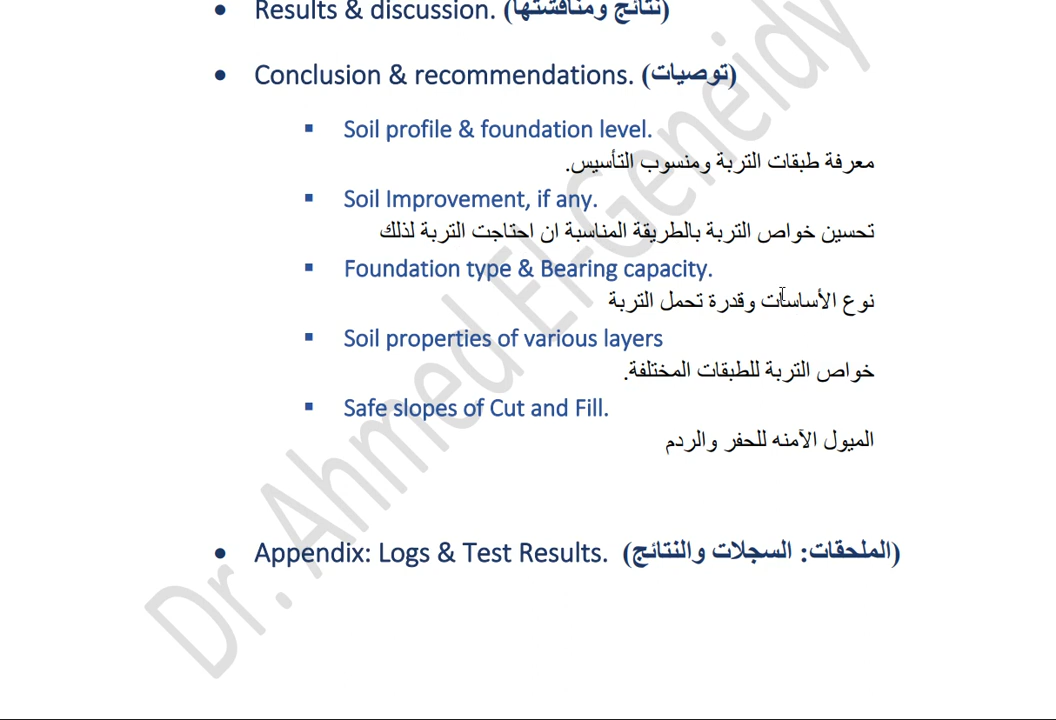 • Results & discussion. (نتائج ومناقشتها)
• Conclusion & recommendations. (توصيات)
▪ Soil profile & foundation level.
معرفة طبقات التربة ومنسوب التأسيس.
▪ Soil Improvement, if any.
تحسين خواص التربة بالطريقة المناسبة ان احتاجت التربة لذلك
▪ Foundation type & Bearing capacity.
نوع الأساسات وقدرة تحمل التربة
▪ Soil properties of various layers
خواص التربة للطبقات المختلفة.
▪ Safe slopes of Cut and Fill.
الميول الآمنه للحفر والردم
• Appendix: Logs & Test Results. (الملحقات: السجلات والنتائج)
Dr. Ahmed El-Geneidy